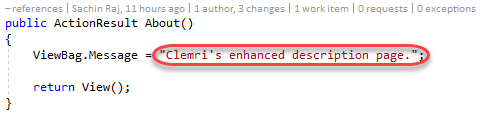 – references | Sachin Raj, 11 hours ago | 1 author, 3 changes | 1 work item | 0 requests | 0 exceptions
public ActionResult About()
{
ViewBag.Message = "Clemri's enhanced description page.";
return View();
}